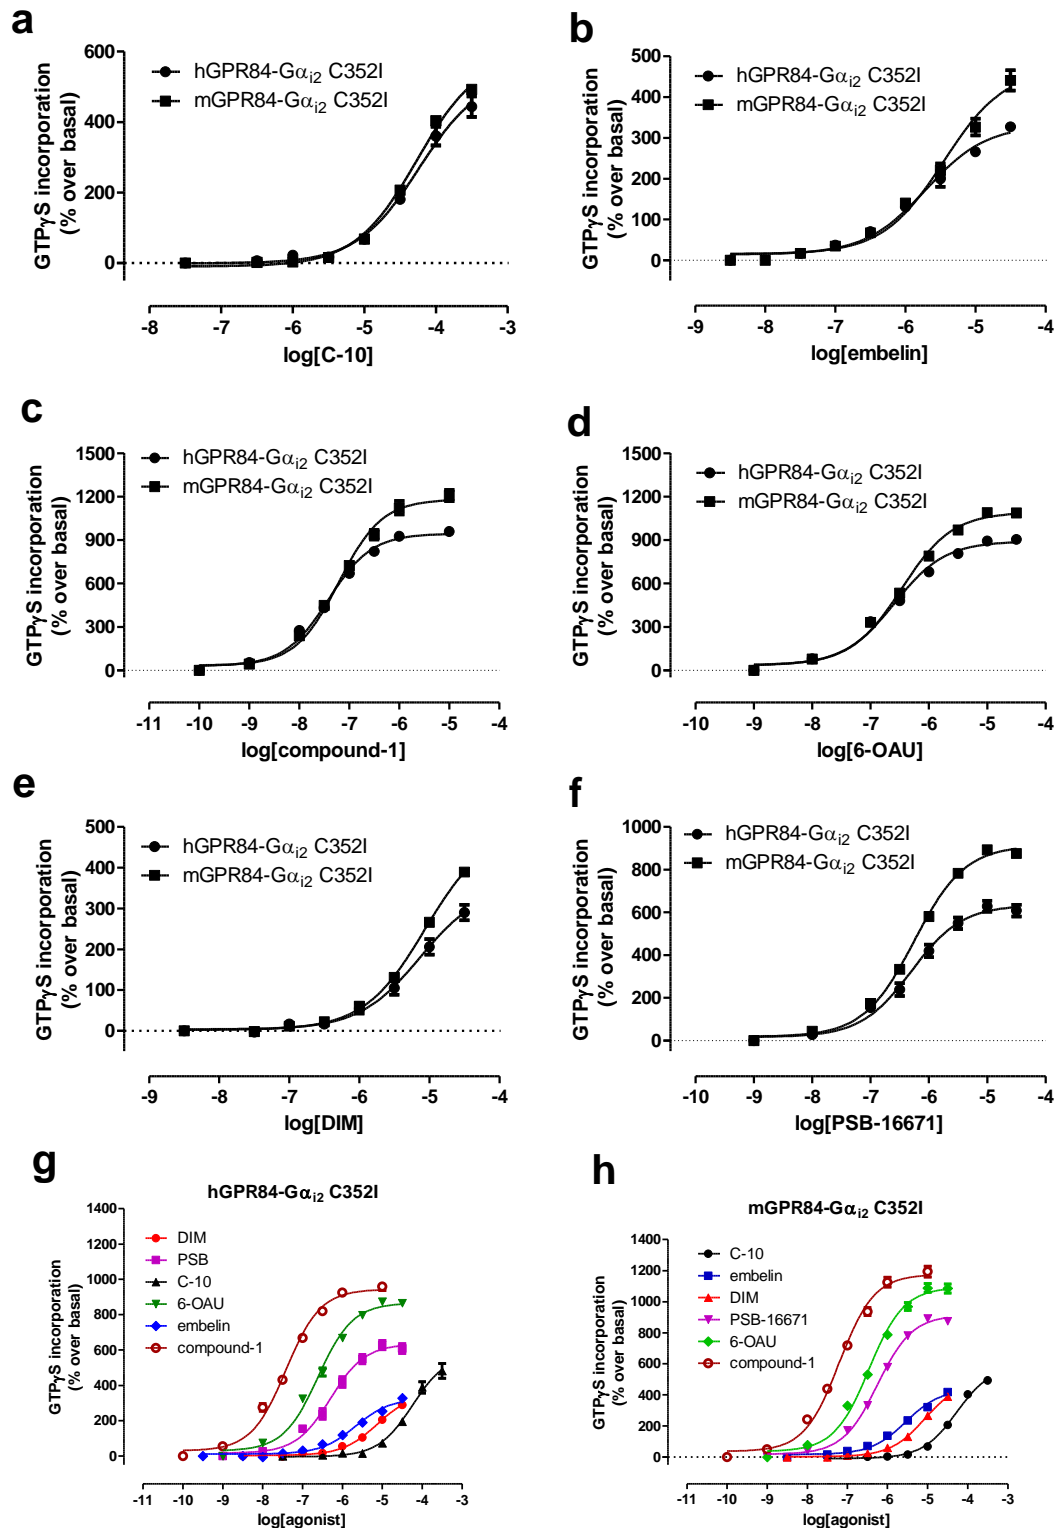 a
600
400
200
0
GTPγS incorporation
(% over basal)
hGPR84-Gαi2 C352I
mGPR84-Gαi2 C352I
-8 -7 -6 -5 -4 -3
log[C-10]
b
500
400
300
200
100
0
GTPγS incorporation
(% over basal)
hGPR84-Gαi2 C352I
mGPR84-Gαi2 C352I
-9 -8 -7 -6 -5 -4
log[embelin]
c
1500
1200
900
600
300
0
GTPγS incorporation
(% over basal)
hGPR84-Gαi2 C352I
mGPR84-Gαi2 C352I
-11 -10 -9 -8 -7 -6 -5 -4
log[compound-1]
d
1500
1200
900
600
300
0
GTPγS incorporation
(% over basal)
hGPR84-Gαi2 C352I
mGPR84-Gαi2 C352I
-10 -9 -8 -7 -6 -5 -4
log[6-OAU]
e
500
400
300
200
100
0
GTPγS incorporation
(% over basal)
hGPR84-Gαi2 C352I
mGPR84-Gαi2 C352I
-9 -8 -7 -6 -5 -4
log[DIM]
f
1000
800
600
400
200
0
GTPγS incorporation
(% over basal)
hGPR84-Gαi2 C352I
mGPR84-Gαi2 C352I
-10 -9 -8 -7 -6 -5 -4
log[PSB-16671]
g
hGPR84-Gαi2 C352I
1400
1200
1000
800
600
400
200
0
GTPγS incorporation
(% over basal)
DIM
PSB
C-10
6-OAU
embelin
compound-1
-11 -10 -9 -8 -7 -6 -5 -4 -3
log[agonist]
h
mGPR84-Gαi2 C352I
1400
1200
1000
800
600
400
200
0
GTPγS incorporation
(% over basal)
C-10
embelin
DIM
PSB-16671
6-OAU
compound-1
-11 -10 -9 -8 -7 -6 -5 -4 -3
log[agonist]